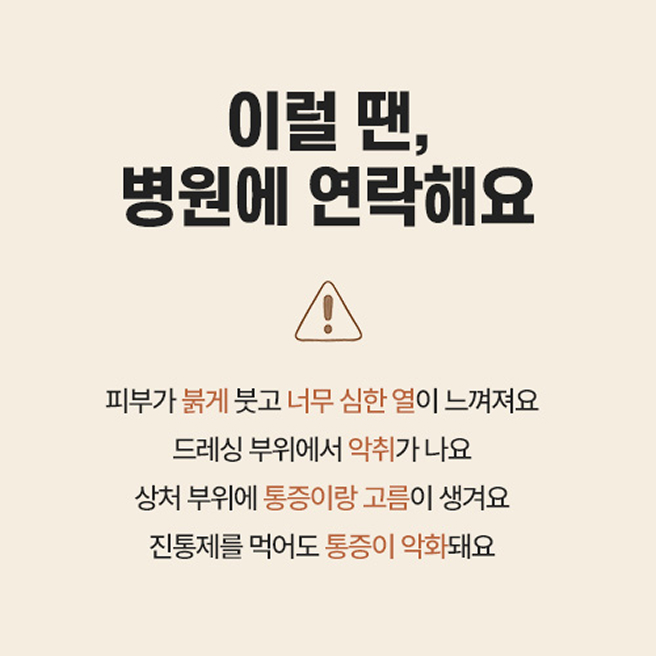 이럴 땐,
병원에 연락해요
피부가 붉게 붓고 너무 심한 열이 느껴져요
드레싱 부위에서 악취가 나요
상처 부위에 통증이랑 고름이 생겨요
진통제를 먹어도 통증이 악화돼요